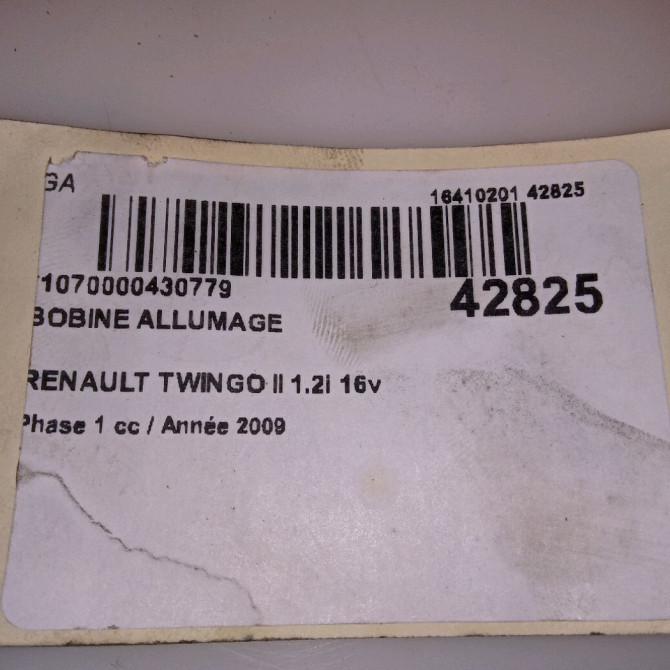 GA
16410201 42825
1070000430779
42825
BOBINE ALLUMAGE
RENAULT TWINGO II 1.2i 16v
Phase 1 cc / Année 2009